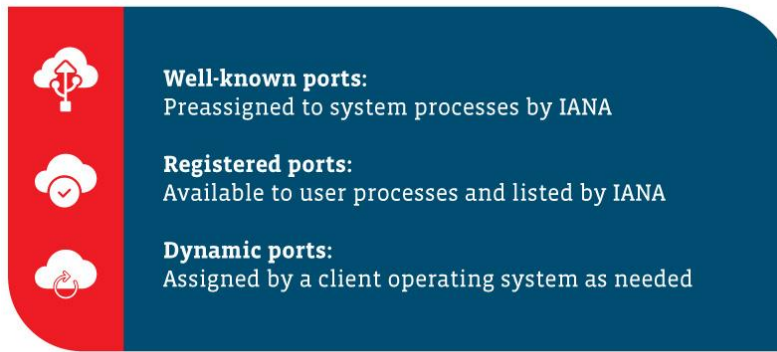 Well-known ports:
Preassigned to system processes by IANA
Registered ports:
Available to user processes and listed by IANA
Dynamic ports:
Assigned by a client operating system as needed